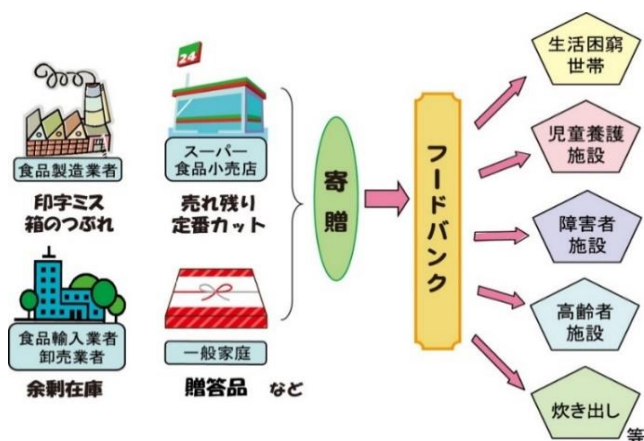 食品製造業者
印字ミス
箱のつぶれ
24
スーパー
食品小売店
売れ残り
定番カット
食品輸入業者
卸売業者
余剰在庫
一般家庭
贈答品 など
寄贈
フードバンク
生活困窮
世帯
児童養護
施設
障害者
施設
高齢者
施設
炊き出し
等